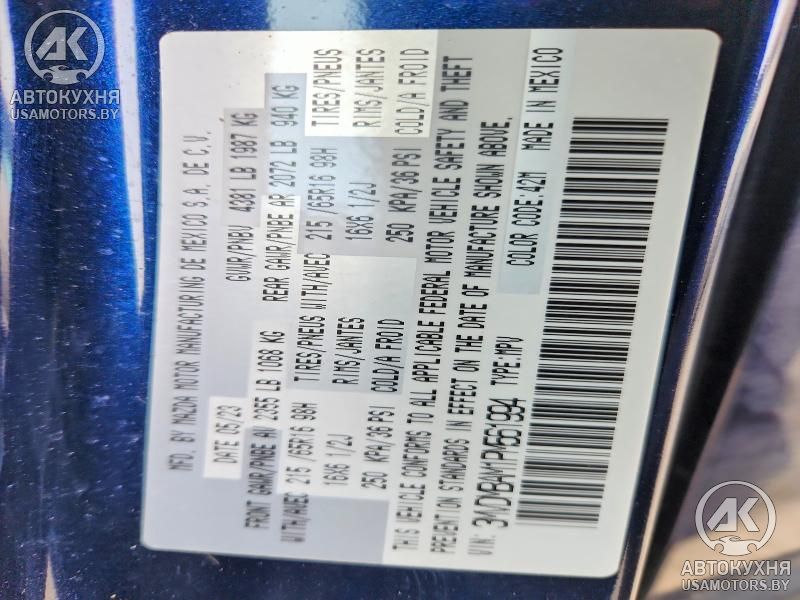 AK
АВТОКУХНЯ
USAMOTORS.BY
MFD. BY MAZDA MOTOR MANUFACTURING DE MEXICO S.A. DE C.V.
DATE 05/23 GVWR/PNBV 4381 LB 1987 KG
FRONT GAWR/PNBE AV 2355 LB 1068 KG REAR GAWR/PNBE AR 2072 LB 940 KG
WITH/AVEC 215 /65R16 98H TIRES/PNEUS WITH/AVEC 215 /65R16 98H TIRES/PNEUS
16X6 1/2J RIMS/JANTES 16X6 1/2J RIMS/JANTES
250 KPA/36 PSI COLD/A FROID 250 KPA/36 PSI COLD/A FROID
THIS VEHICLE CONFORMS TO ALL APPLICABLE FEDERAL MOTOR VEHICLE SAFETY AND THEFT
PREVENTION STANDARDS IN EFFECT ON THE DATE OF MANUFACTURE SHOWN ABOVE.
VIN: 3MVDMBAM1PM561994 TYPE:MPV COLOR CODE:42M MADE IN MEXICO
AK
АВТОКУХНЯ
USAMOTORS.BY